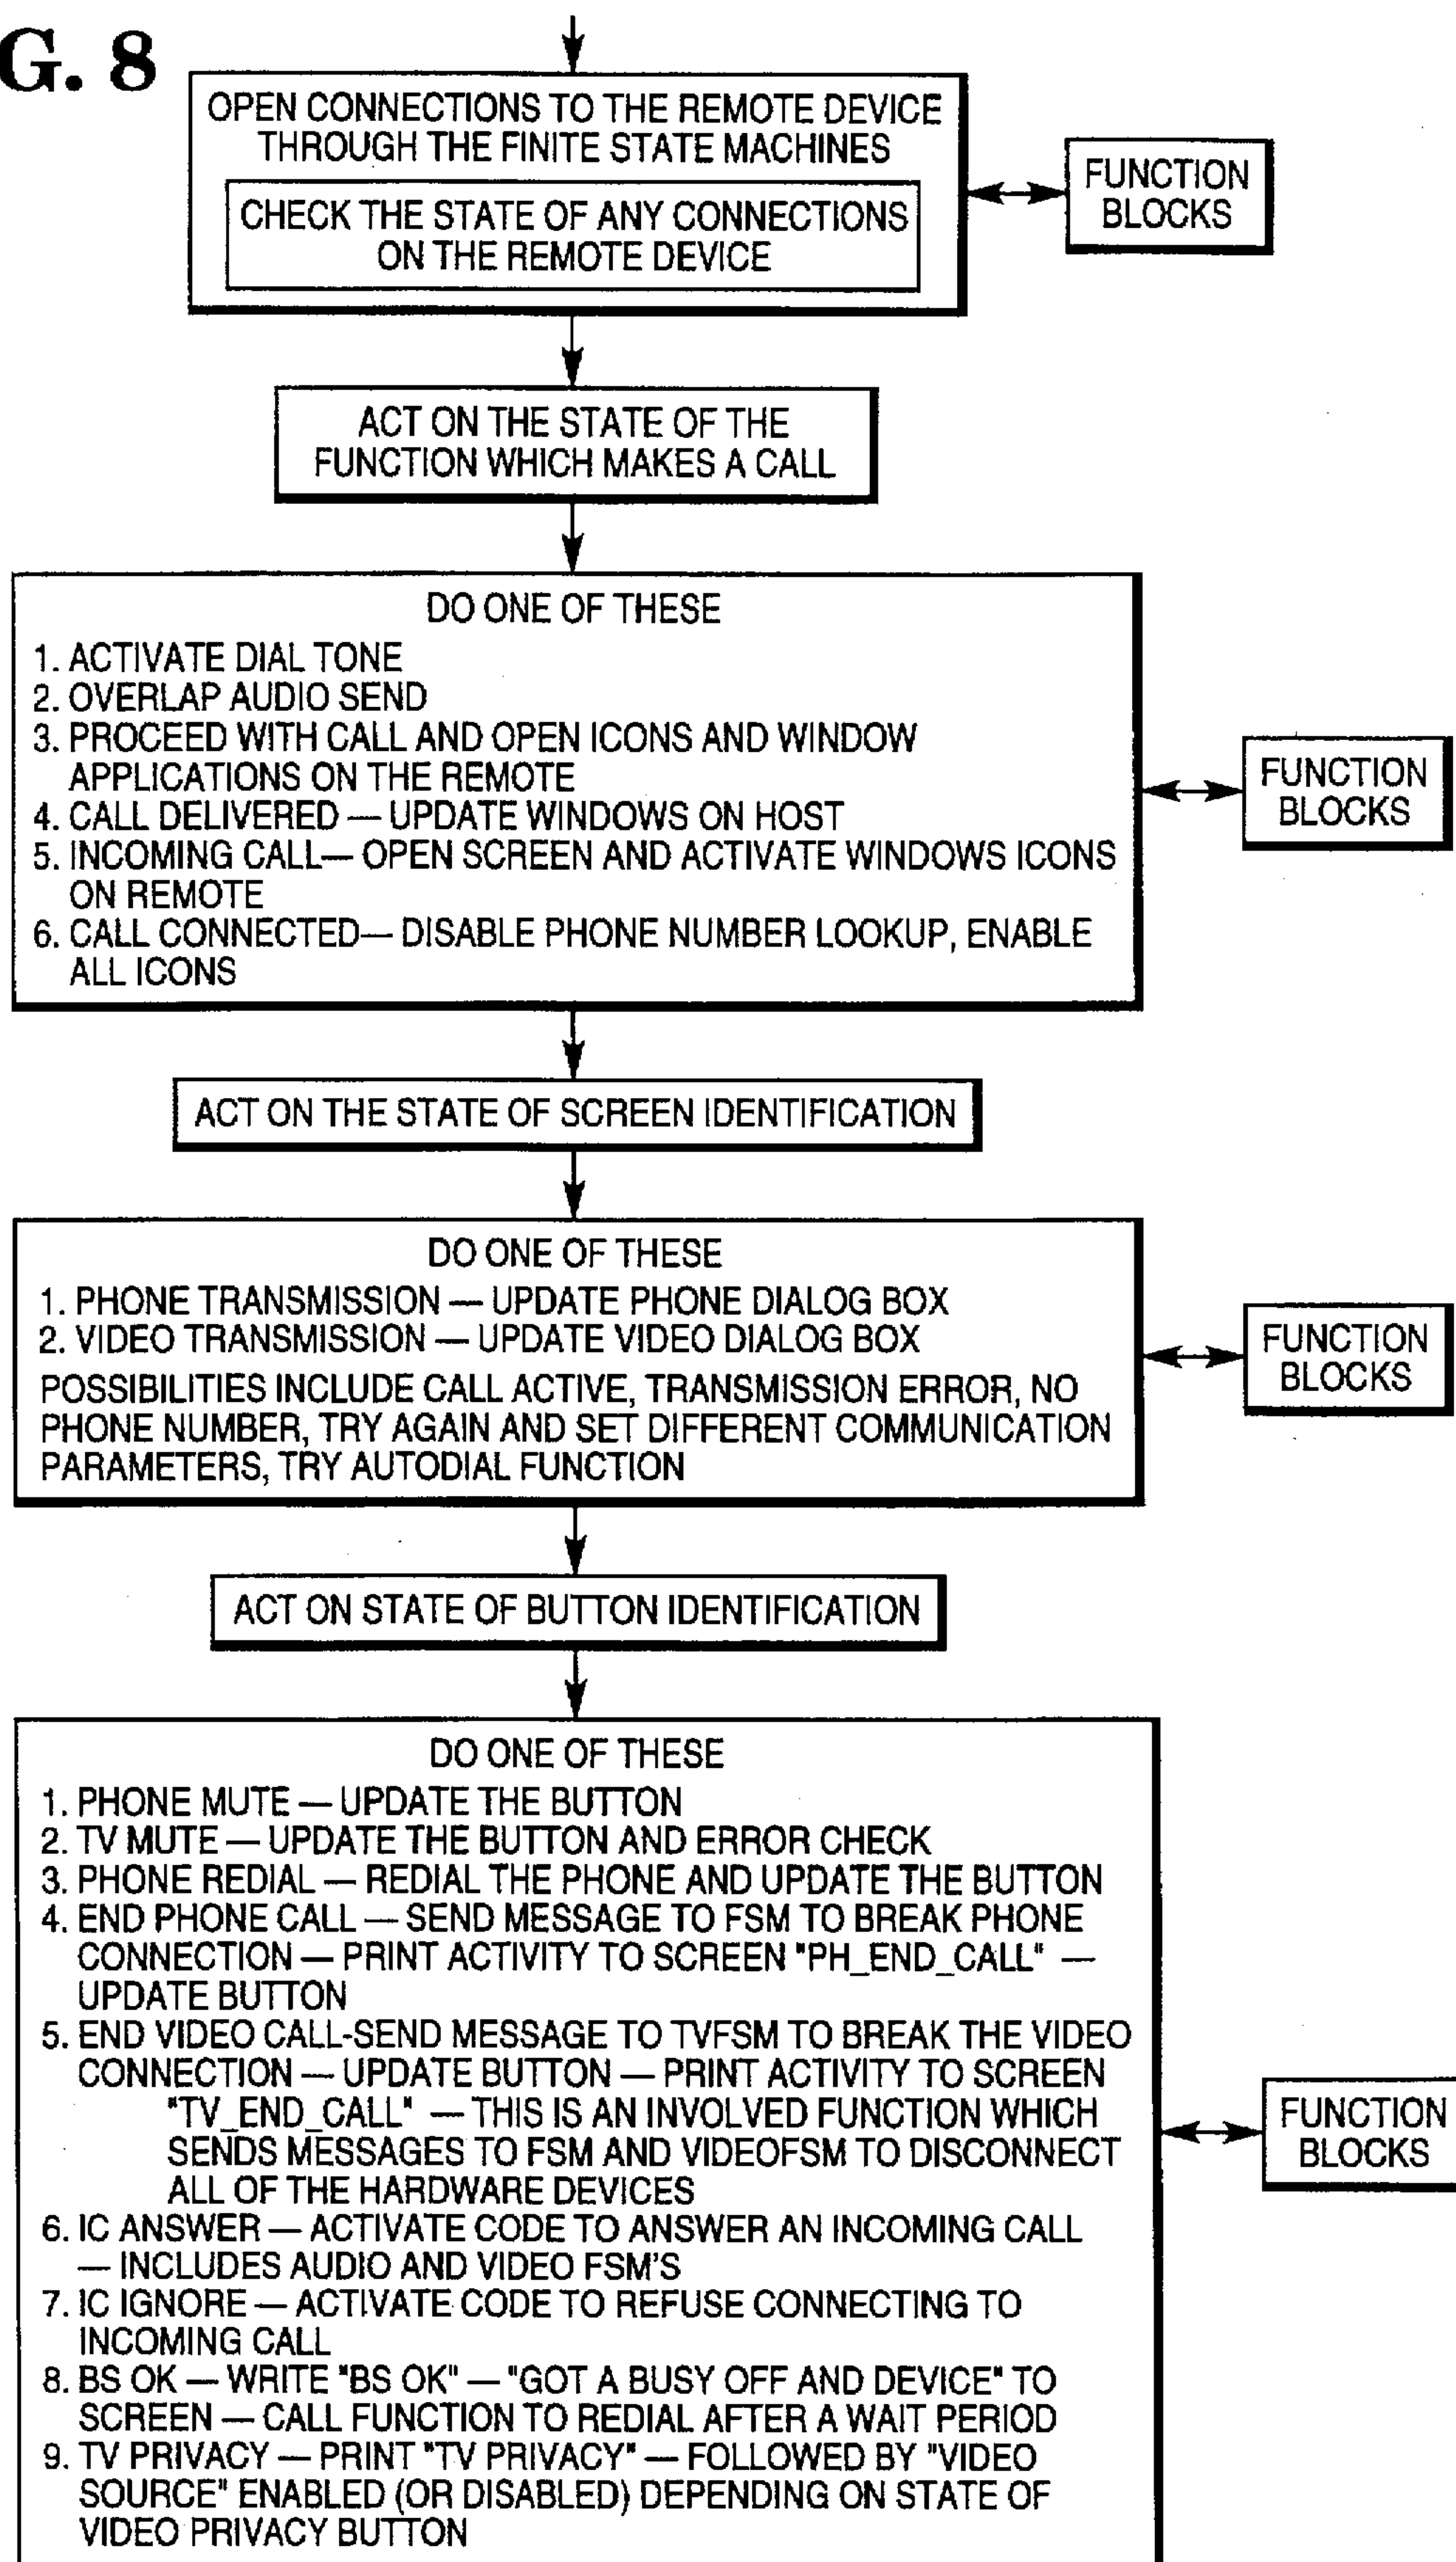 G. 8
OPEN CONNECTIONS TO THE REMOTE DEVICE
THROUGH THE FINITE STATE MACHINES
CHECK THE STATE OF ANY CONNECTIONS
ON THE REMOTE DEVICE
FUNCTION
BLOCKS
ACT ON THE STATE OF THE
FUNCTION WHICH MAKES A CALL
DO ONE OF THESE
1. ACTIVATE DIAL TONE
2. OVERLAP AUDIO SEND
3. PROCEED WITH CALL AND OPEN ICONS AND WINDOW
APPLICATIONS ON THE REMOTE
4. CALL DELIVERED — UPDATE WINDOWS ON HOST
5. INCOMING CALL— OPEN SCREEN AND ACTIVATE WINDOWS ICONS
ON REMOTE
6. CALL CONNECTED— DISABLE PHONE NUMBER LOOKUP, ENABLE
ALL ICONS
FUNCTION
BLOCKS
ACT ON THE STATE OF SCREEN IDENTIFICATION
DO ONE OF THESE
1. PHONE TRANSMISSION — UPDATE PHONE DIALOG BOX
2. VIDEO TRANSMISSION — UPDATE VIDEO DIALOG BOX
POSSIBILITIES INCLUDE CALL ACTIVE, TRANSMISSION ERROR, NO
PHONE NUMBER, TRY AGAIN AND SET DIFFERENT COMMUNICATION
PARAMETERS, TRY AUTODIAL FUNCTION
FUNCTION
BLOCKS
ACT ON STATE OF BUTTON IDENTIFICATION
DO ONE OF THESE
1. PHONE MUTE — UPDATE THE BUTTON
2. TV MUTE — UPDATE THE BUTTON AND ERROR CHECK
3. PHONE REDIAL — REDIAL THE PHONE AND UPDATE THE BUTTON
4. END PHONE CALL — SEND MESSAGE TO FSM TO BREAK PHONE
CONNECTION — PRINT ACTIVITY TO SCREEN "PH_END_CALL" —
UPDATE BUTTON
5. END VIDEO CALL-SEND MESSAGE TO TVFSM TO BREAK THE VIDEO
CONNECTION — UPDATE BUTTON — PRINT ACTIVITY TO SCREEN
"TV_END_CALL" — THIS IS AN INVOLVED FUNCTION WHICH
SENDS MESSAGES TO FSM AND VIDEOFSM TO DISCONNECT
ALL OF THE HARDWARE DEVICES
6. IC ANSWER — ACTIVATE CODE TO ANSWER AN INCOMING CALL
— INCLUDES AUDIO AND VIDEO FSM'S
7. IC IGNORE — ACTIVATE CODE TO REFUSE CONNECTING TO
INCOMING CALL
8. BS OK — WRITE "BS OK" — "GOT A BUSY OFF AND DEVICE" TO
SCREEN — CALL FUNCTION TO REDIAL AFTER A WAIT PERIOD
9. TV PRIVACY — PRINT "TV PRIVACY" — FOLLOWED BY "VIDEO
SOURCE" ENABLED (OR DISABLED) DEPENDING ON STATE OF
VIDEO PRIVACY BUTTON
FUNCTION
BLOCKS